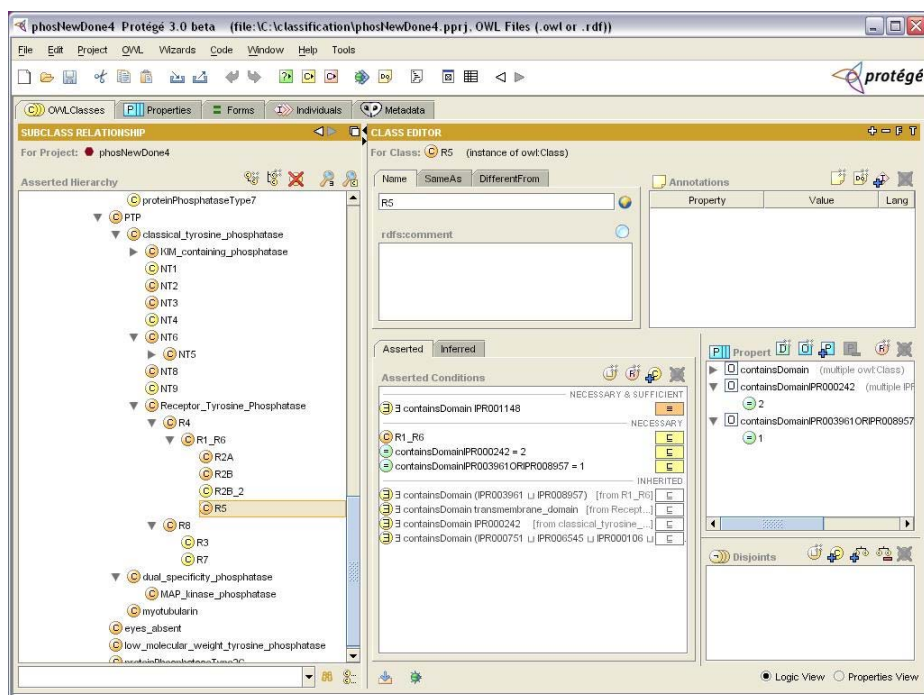 phosNewDone4 Protégé 3.0 beta (file:\C:\classification\phosNewDone4.pprj, OWL Files (.owl or .rdf))
File Edit Project OWL Wizards Code Window Help Tools
protégé
OWLClasses Properties Forms Individuals Metadata
SUBCLASS RELATIONSHIP
For Project: phosNewDone4
Asserted Hierarchy
proteinPhosphataseType7
PTP
classical_tyrosine_phosphatase
KIM_containing_phosphatase
NT1
NT2
NT3
NT4
NT6
NT5
NT8
NT9
Receptor_Tyrosine_Phosphatase
R4
R1_R6
R2A
R2B
R2B_2
R5
R8
R3
R7
dual_specificity_phosphatase
MAP_kinase_phosphatase
myotubularin
eyes_absent
low_molecular_weight_tyrosine_phosphatase
CLASS EDITOR
For Class: R5 (instance of owl:Class)
Name SameAs DifferentFrom
R5
rdfs:comment
Annotations
Property Value Lang
Asserted Inferred
Asserted Conditions
NECESSARY & SUFFICIENT
∃ containsDomain IPR001148
NECESSARY
R1_R6
containsDomainIPR000242 = 2
containsDomainIPR003961ORIPR008957 = 1
INHERITED
∃ containsDomain (IPR003961 ⊔ IPR008957) [from R1_R6]
∃ containsDomain transmembrane_domain [from Recept...]
∃ containsDomain IPR000242 [from classical_tyrosine_...]
∃ containsDomain (IPR000751 ⊔ IPR006545 ⊔ IPR000106 ⊔
Propert
containsDomain (multiple owl:Class)
containsDomainIPR000242 (multiple IPF
= 2
containsDomainIPR003961ORIPR008957
= 1
Disjoints
Logic View Properties View